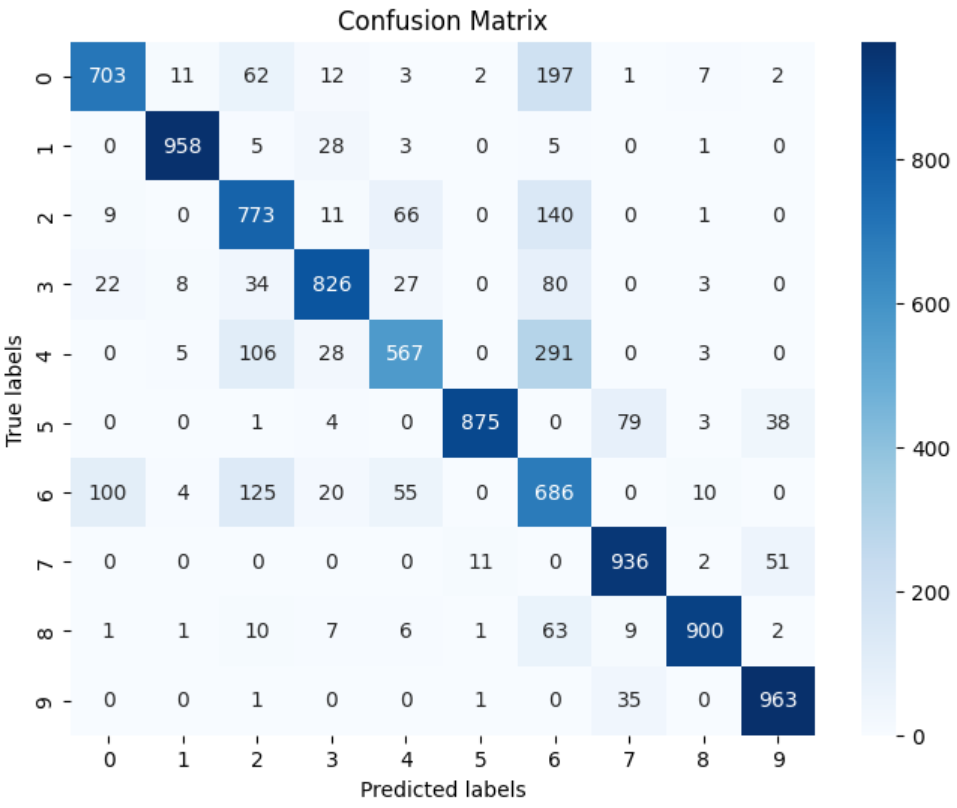 Confusion Matrix
0 703 11 62 12 3 2 197 1 7 2
1 0 958 5 28 3 0 5 0 1 0
2 9 0 773 11 66 0 140 0 1 0
3 22 8 34 826 27 0 80 0 3 0
4 0 5 106 28 567 0 291 0 3 0
5 0 0 1 4 0 875 0 79 3 38
6 100 4 125 20 55 0 686 0 10 0
7 0 0 0 0 0 11 0 936 2 51
8 1 1 10 7 6 1 63 9 900 2
9 0 0 1 0 0 1 0 35 0 963
0 1 2 3 4 5 6 7 8 9
Predicted labels
True labels
800
600
400
200
0